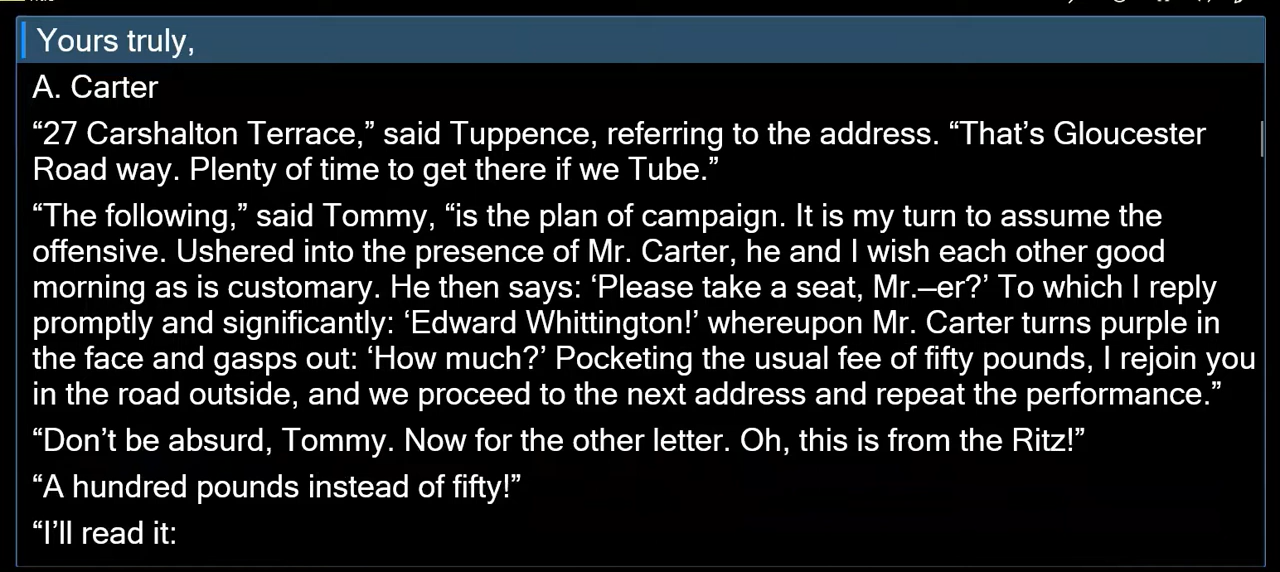 Yours truly,
A. Carter
“27 Carshalton Terrace,” said Tuppence, referring to the address. “That’s Gloucester
Road way. Plenty of time to get there if we Tube.”
“The following,” said Tommy, “is the plan of campaign. It is my turn to assume the
offensive. Ushered into the presence of Mr. Carter, he and I wish each other good
morning as is customary. He then says: ‘Please take a seat, Mr.—er?’ To which I reply
promptly and significantly: ‘Edward Whittington!’ whereupon Mr. Carter turns purple in
the face and gasps out: ‘How much?’ Pocketing the usual fee of fifty pounds, I rejoin you
in the road outside, and we proceed to the next address and repeat the performance.”
“Don’t be absurd, Tommy. Now for the other letter. Oh, this is from the Ritz!”
“A hundred pounds instead of fifty!”
“I’ll read it: